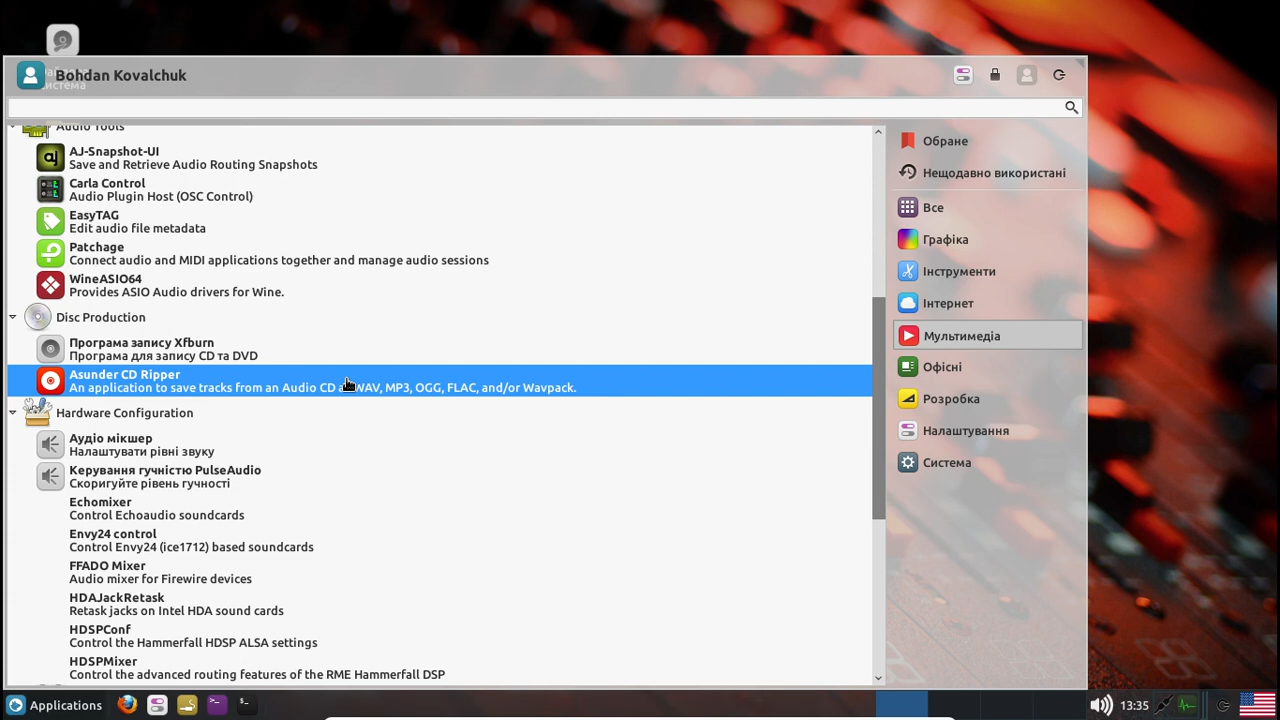 Bohdan Kovalchuk
Audio Tools
AJ-Snapshot-UI
Save and Retrieve Audio Routing Snapshots
Carla Control
Audio Plugin Host (OSC Control)
EasyTAG
Edit audio file metadata
Patchage
Connect audio and MIDI applications together and manage audio sessions
WineASIO64
Provides ASIO Audio drivers for Wine.
Disc Production
Програма запису Xfburn
Програма для запису CD та DVD
Asunder CD Ripper
An application to save tracks from an Audio CD a WAV, MP3, OGG, FLAC, and/or Wavpack.
Hardware Configuration
Аудіо мікшер
Налаштувати рівні звуку
Керування гучністю PulseAudio
Скоригуйте рівень гучності
Echomixer
Control Echoaudio soundcards
Envy24 control
Control Envy24 (ice1712) based soundcards
FFADO Mixer
Audio mixer for Firewire devices
HDAJackRetask
Retask jacks on Intel HDA sound cards
HDSPConf
Control the Hammerfall HDSP ALSA settings
HDSPMixer
Control the advanced routing features of the RME Hammerfall DSP
Обране
Нещодавно використані
Все
Графіка
Інструменти
Інтернет
Мультимедіа
Офісні
Розробка
Налаштування
Система
Applications
13:35